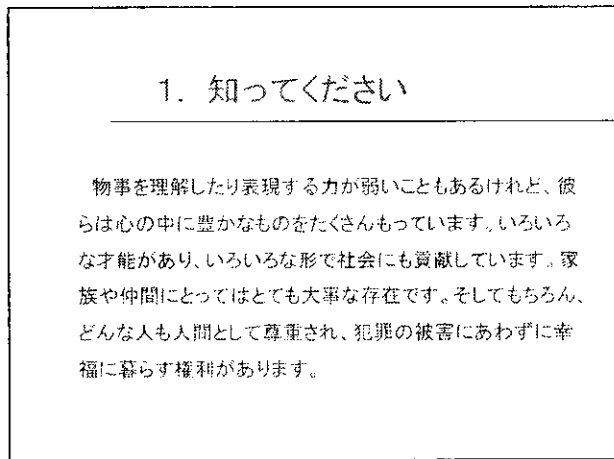 1. 知ってください
物事を理解したり表現する力が弱いこともあるけれど、彼
らは心の中に豊かなものをたくさんもっています。いろいろ
な才能があり、いろいろな形で社会にも貢献しています。家
族や仲間にとってはとても大事な存在です。そしてもちろん、
どんな人も人間として尊重され、犯罪の被害にあわずに幸
福に暮らす権利があります。